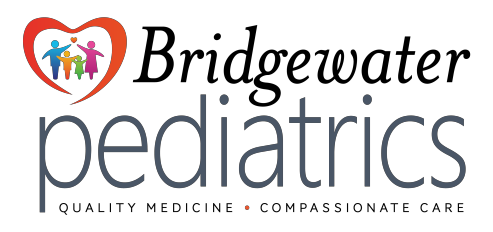 Bridgewater
pediatrics
QUALITY MEDICINE • COMPASSIONATE CARE